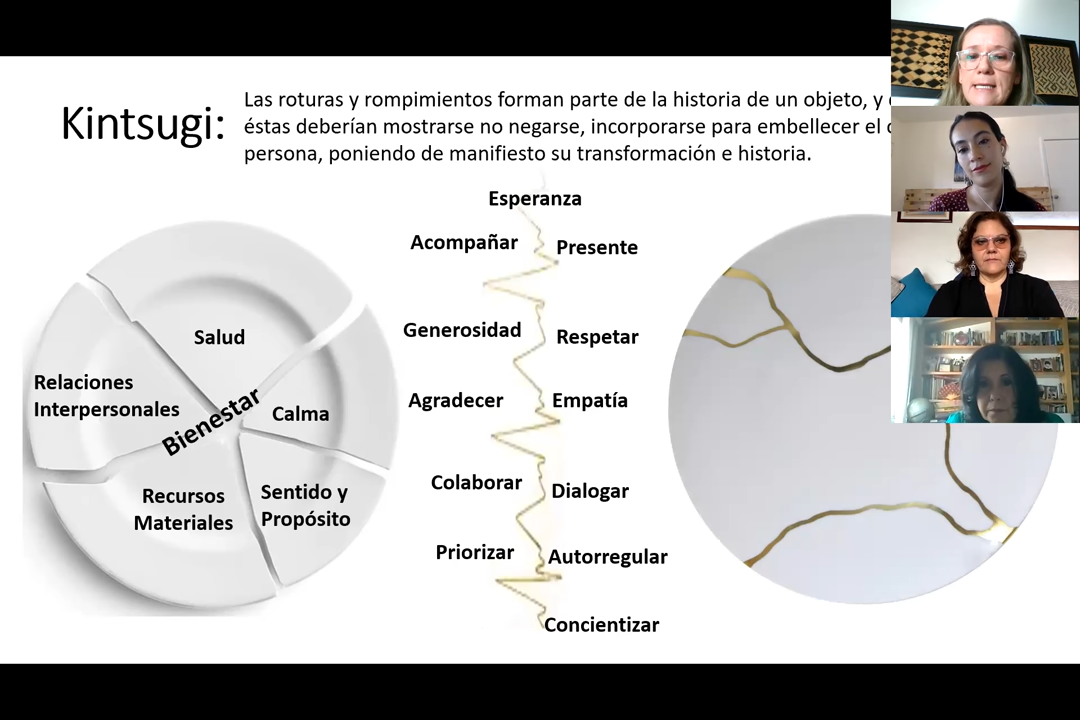 Kintsugi:
Las roturas y rompimientos forman parte de la historia de un objeto, y
éstas deberían mostrarse no negarse, incorporarse para embellecer el
persona, poniendo de manifiesto su transformación e historia.
Esperanza
Acompañar
Presente
Generosidad
Respetar
Agradecer
Empatía
Colaborar
Dialogar
Priorizar
Autorregular
Concientizar
Salud
Relaciones
Interpersonales
Bienestar
Calma
Recursos
Materiales
Sentido y
Propósito